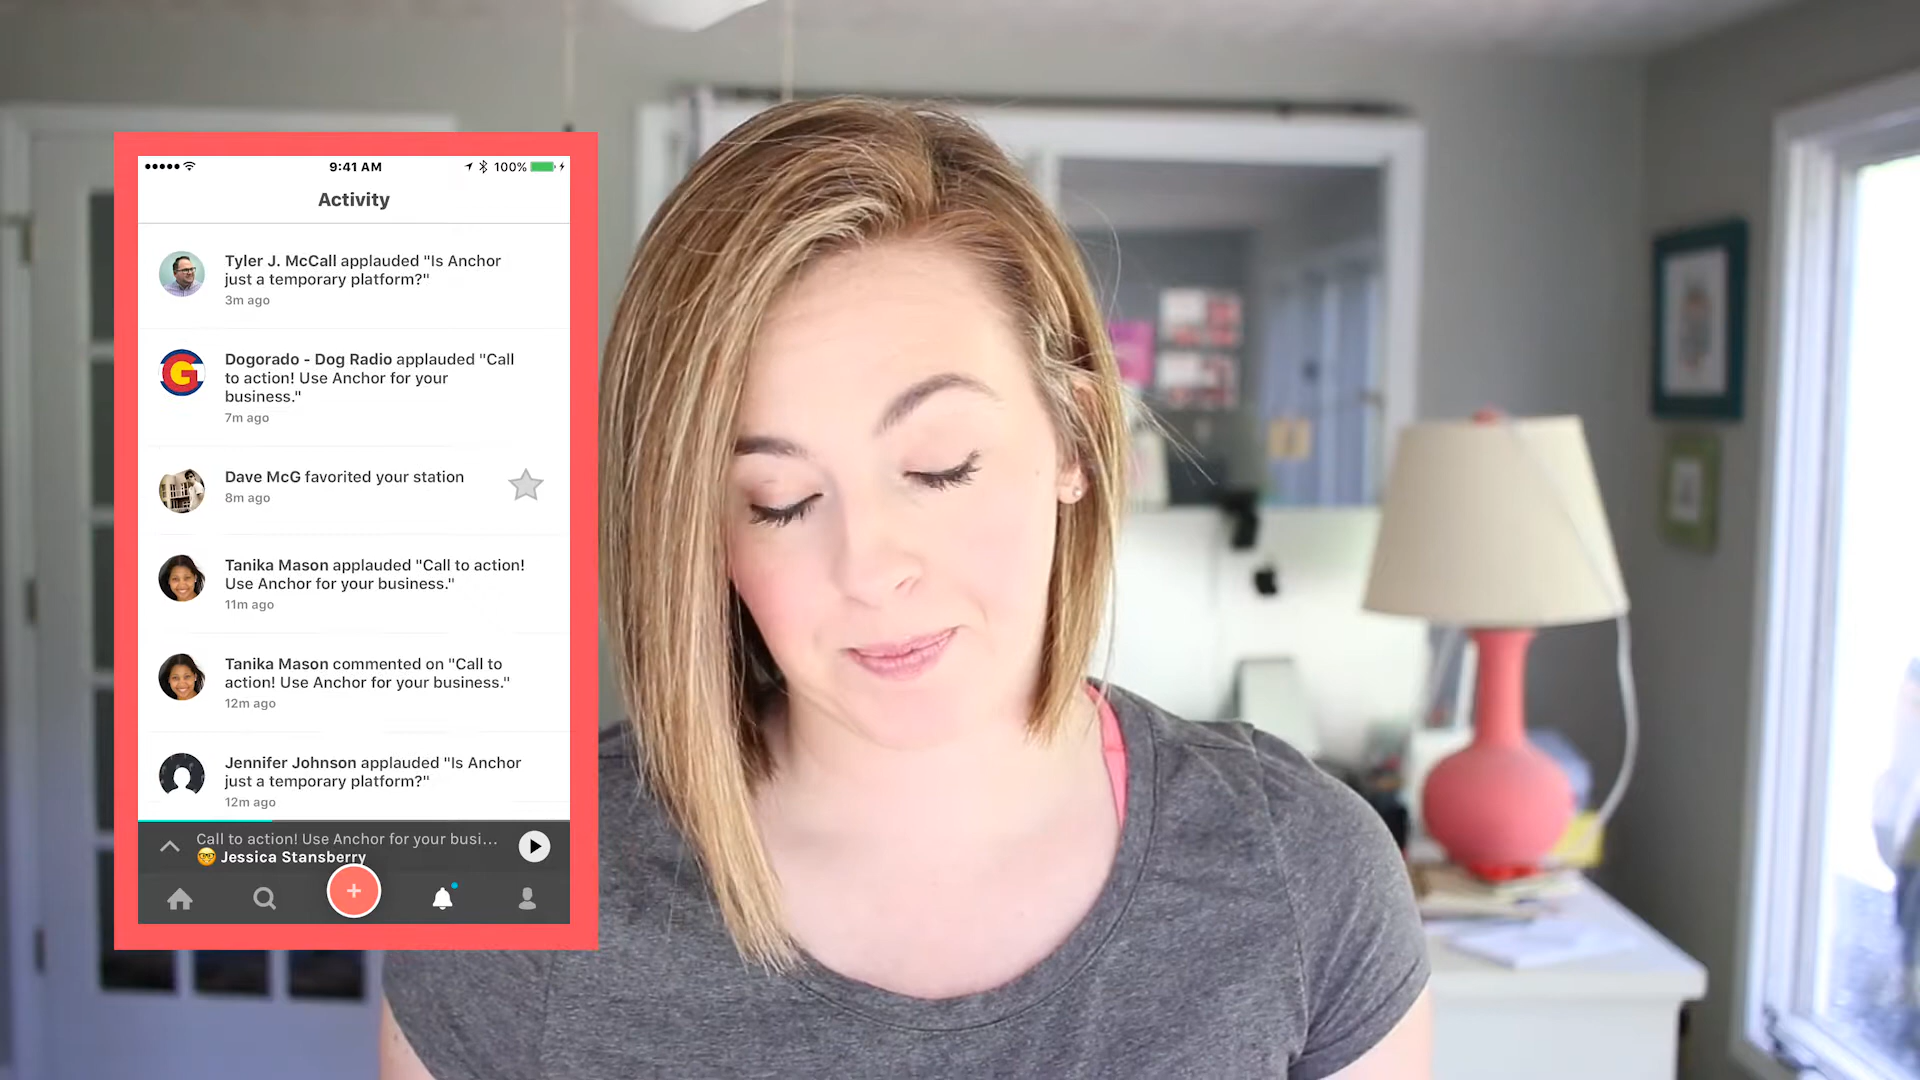 9:41 AM
100%
Activity
Tyler J. McCall applauded "Is Anchor
just a temporary platform?"
3m ago
Dogorado - Dog Radio applauded "Call
to action! Use Anchor for your
business."
7m ago
Dave McG favorited your station
8m ago
Tanika Mason applauded "Call to action!
Use Anchor for your business."
11m ago
Tanika Mason commented on "Call to
action! Use Anchor for your business."
12m ago
Jennifer Johnson applauded "Is Anchor
just a temporary platform?"
12m ago
Call to action! Use Anchor for your busi...
🤓 Jessica Stansberry